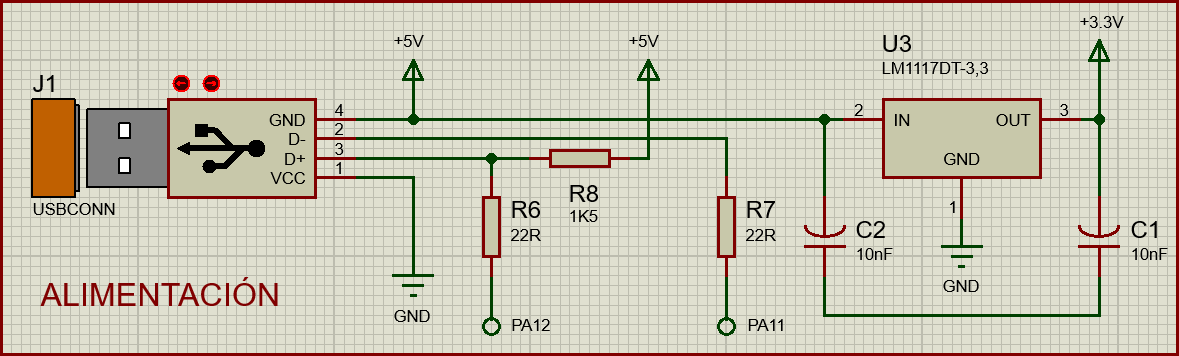 +3.3V
+5V
+5V
U3
LM1117DT-3,3
J1
GND
4
D-
2
D+
3
VCC
1
2
IN
OUT
3
GND
1
USBCONN
R8
1K5
R6
22R
R7
22R
C2
10nF
C1
10nF
GND
ALIMENTACIÓN
GND
PA12
PA11